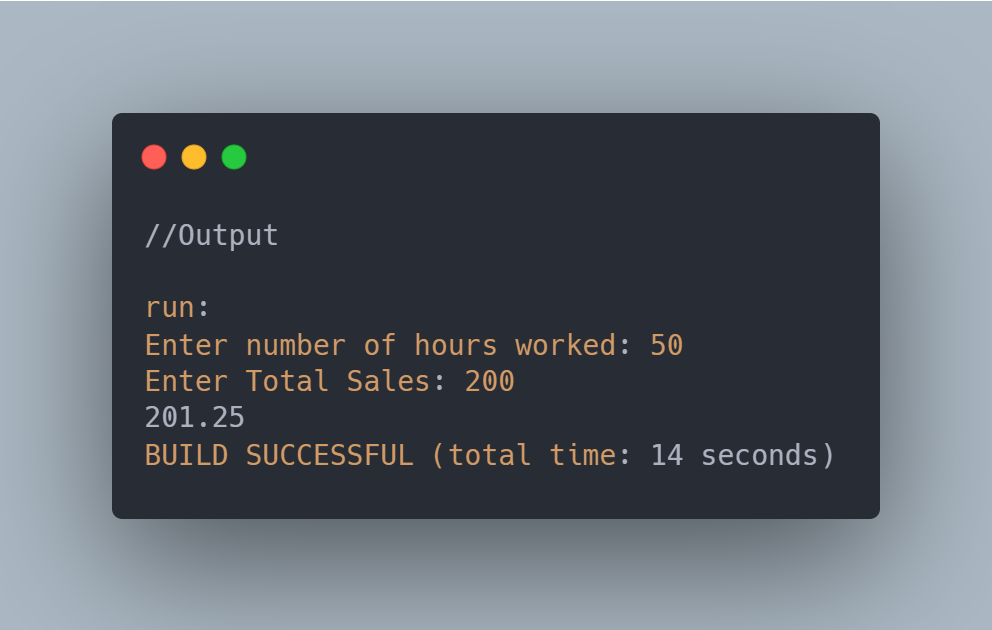 //Output
run:
Enter number of hours worked: 50
Enter Total Sales: 200
201.25
BUILD SUCCESSFUL (total time: 14 seconds)